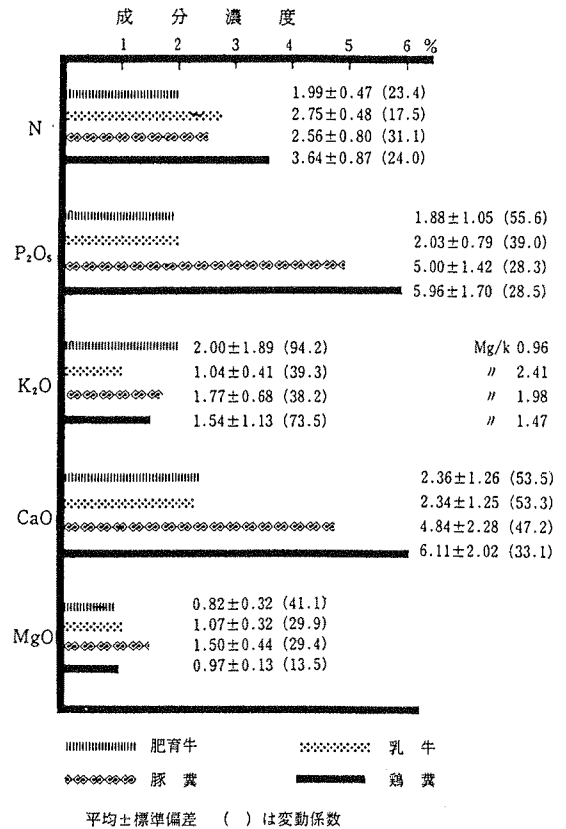 成分濃度
1 2 3 4 5 6 %
N
1.99±0.47 (23.4)
2.75±0.48 (17.5)
2.56±0.80 (31.1)
3.64±0.87 (24.0)
P₂O₅
1.88±1.05 (55.6)
2.03±0.79 (39.0)
5.00±1.42 (28.3)
5.96±1.70 (28.5)
K₂O
2.00±1.89 (94.2) Mg/k 0.96
1.04±0.41 (39.3) 〃 2.41
1.77±0.68 (38.2) 〃 1.98
1.54±1.13 (73.5) 〃 1.47
CaO
2.36±1.26 (53.5)
2.34±1.25 (53.3)
4.84±2.28 (47.2)
6.11±2.02 (33.1)
MgO
0.82±0.32 (41.1)
1.07±0.32 (29.9)
1.50±0.44 (29.4)
0.97±0.13 (13.5)
肥育牛 乳牛
豚糞 鶏糞
平均±標準偏差 ( )は変動係数